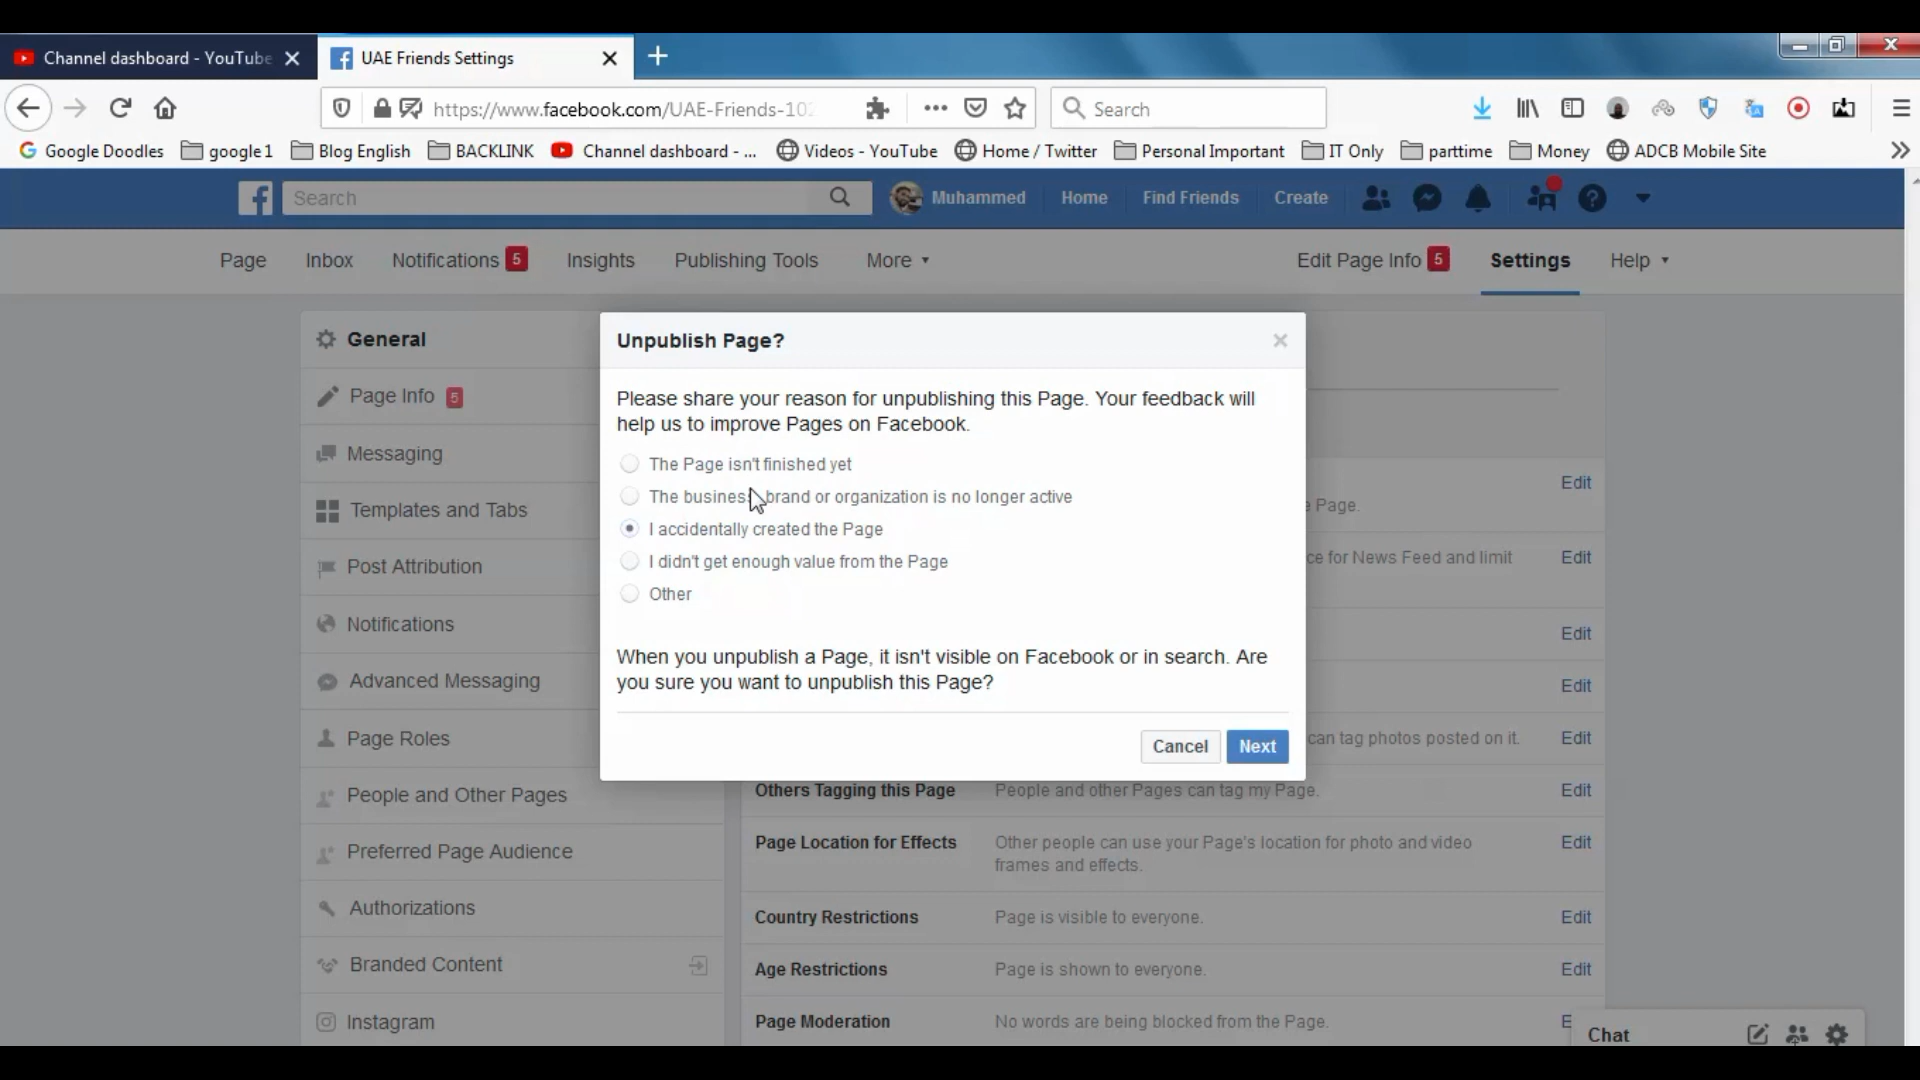 Channel dashboard - YouTube
UAE Friends Settings
https://www.facebook.com/UAE-Friends-10
Search
Google Doodles google1 Blog English BACKLINK Channel dashboard - ... Videos - YouTube Home / Twitter Personal Important IT Only parttime Money ADCB Mobile Site
Search
Muhammed Home Find Friends Create
Page Inbox Notifications 5 Insights Publishing Tools More Edit Page Info 5 Settings Help
General
Page Info 5
Messaging
Templates and Tabs
Post Attribution
Notifications
Advanced Messaging
Page Roles
People and Other Pages
Preferred Page Audience
Authorizations
Branded Content
Instagram
Unpublish Page?
Please share your reason for unpublishing this Page. Your feedback will
help us to improve Pages on Facebook.
The Page isn't finished yet
The business, brand or organization is no longer active
I accidentally created the Page
I didn't get enough value from the Page
Other
When you unpublish a Page, it isn't visible on Facebook or in search. Are
you sure you want to unpublish this Page?
Cancel Next
Edit
Page.
ce for News Feed and limit Edit
Edit
Edit
can tag photos posted on it. Edit
Others Tagging this Page People and other Pages can tag my Page. Edit
Page Location for Effects Other people can use your Page's location for photo and video Edit
frames and effects.
Country Restrictions Page is visible to everyone. Edit
Age Restrictions Page is shown to everyone. Edit
Page Moderation No words are being blocked from the Page. E
Chat